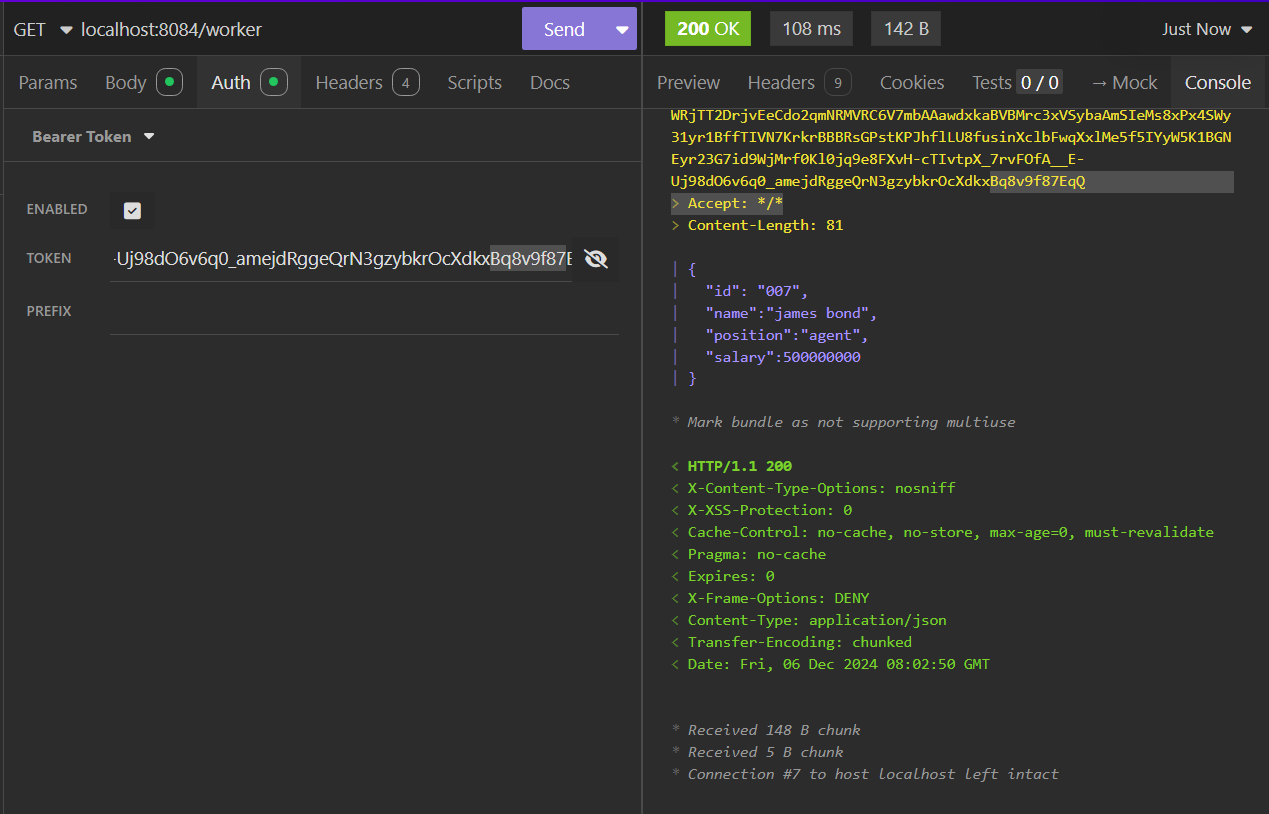 GET localhost:8084/worker Send
Params Body Auth Headers 4 Scripts Docs
Bearer Token
ENABLED
TOKEN -Uj98dO6v6q0_amejdRggeQrN3gzybkrOcXdkxBq8v9f87E
PREFIX
200 OK 108 ms 142 B Just Now
Preview Headers 9 Cookies Tests 0 / 0 → Mock Console
WRjTT2DrjvEeCdo2qmNRMVRC6V7mbAAawdxkaBVBMrc3xVSybaAmSIeMs8xPx4SWy
31yr1BffTIVN7KrkrBBBRsGPstKPJhflLU8fusinXclbFwqXxlMe5f5IYyW5K1BGN
Eyr23G7id9WjMrf0Kl0jq9e8FXvH-cTIvtpX_7rvFOfA__E-
Uj98dO6v6q0_amejdRggeQrN3gzybkrOcXdkxBq8v9f87EqQ
> Accept: */*
> Content-Length: 81
| {
|   "id": "007",
|   "name":"james bond",
|   "position":"agent",
|   "salary":500000000
| }
* Mark bundle as not supporting multiuse
< HTTP/1.1 200
< X-Content-Type-Options: nosniff
< X-XSS-Protection: 0
< Cache-Control: no-cache, no-store, max-age=0, must-revalidate
< Pragma: no-cache
< Expires: 0
< X-Frame-Options: DENY
< Content-Type: application/json
< Transfer-Encoding: chunked
< Date: Fri, 06 Dec 2024 08:02:50 GMT
* Received 148 B chunk
* Received 5 B chunk
* Connection #7 to host localhost left intact